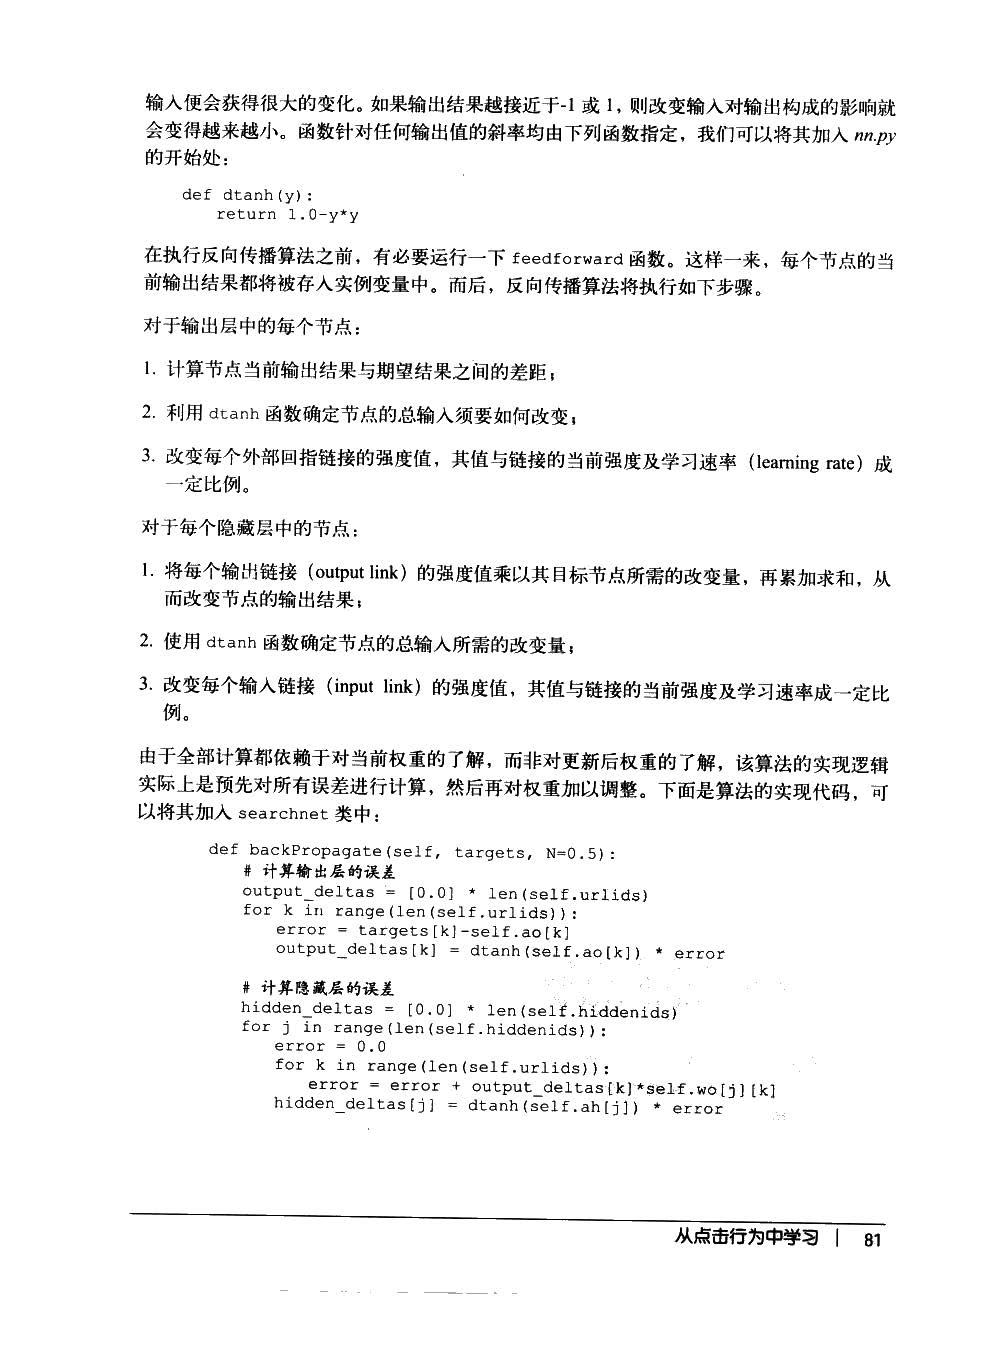 输入便会获得很大的变化。如果输出结果越接近于-1 或 1，则改变输入对输出构成的影响就
会变得越来越小。函数针对任何输出值的斜率均由下列函数指定，我们可以将其加入 nn.py
的开始处：
def dtanh(y):
return 1.0-y*y
在执行反向传播算法之前，有必要运行一下 feedforward 函数。这样一来，每个节点的当
前输出结果都将被存入实例变量中。而后，反向传播算法将执行如下步骤。
对于输出层中的每个节点：
1. 计算节点当前输出结果与期望结果之间的差距；
2. 利用 dtanh 函数确定节点的总输入须要如何改变；
3. 改变每个外部回指链接的强度值，其值与链接的当前强度及学习速率（learning rate）成
一定比例。
对于每个隐藏层中的节点：
1. 将每个输出链接（output link）的强度值乘以其目标节点所需的改变量，再累加求和，从
而改变节点的输出结果；
2. 使用 dtanh 函数确定节点的总输入所需的改变量；
3. 改变每个输入链接（input link）的强度值，其值与链接的当前强度及学习速率成一定比
例。
由于全部计算都依赖于对当前权重的了解，而非对更新后权重的了解，该算法的实现逻辑
实际上是预先对所有误差进行计算，然后再对权重加以调整。下面是算法的实现代码，可
以将其加入 searchnet 类中：
def backPropagate(self, targets, N=0.5):
# 计算输出层的误差
output_deltas = [0.0] * len(self.urlids)
for k in range(len(self.urlids)):
error = targets[k]-self.ao[k]
output_deltas[k] = dtanh(self.ao[k]) * error
# 计算隐藏层的误差
hidden_deltas = [0.0] * len(self.hiddenids)
for j in range(len(self.hiddenids)):
error = 0.0
for k in range(len(self.urlids)):
error = error + output_deltas[k]*self.wo[j][k]
hidden_deltas[j] = dtanh(self.ah[j]) * error
从点击行为中学习 | 81